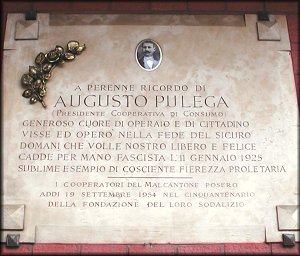 A PERENNE RICORDO DI
AUGUSTO PULEGA
(PRESIDENTE COOPERATIVA DI CONSUMO)
GENEROSO CUORE DI OPERAIO E DI CITTADINO
VISSE ED OPERÒ NELLA FEDE DEL SICURO
DOMANI CHE VOLLE NOSTRO LIBERO E FELICE
CADDE PER MANO FASCISTA L'11 GENNAIO 1925
SUBLIME ESEMPIO DI COSCIENTE FIEREZZA PROLETARIA
I COOPERATORI DEL MALCANTONE POSERO
ADDI 19 SETTEMBRE 1954 NEL CINQUANTENARIO
DELLA FONDAZIONE DEL LORO SODALIZIO